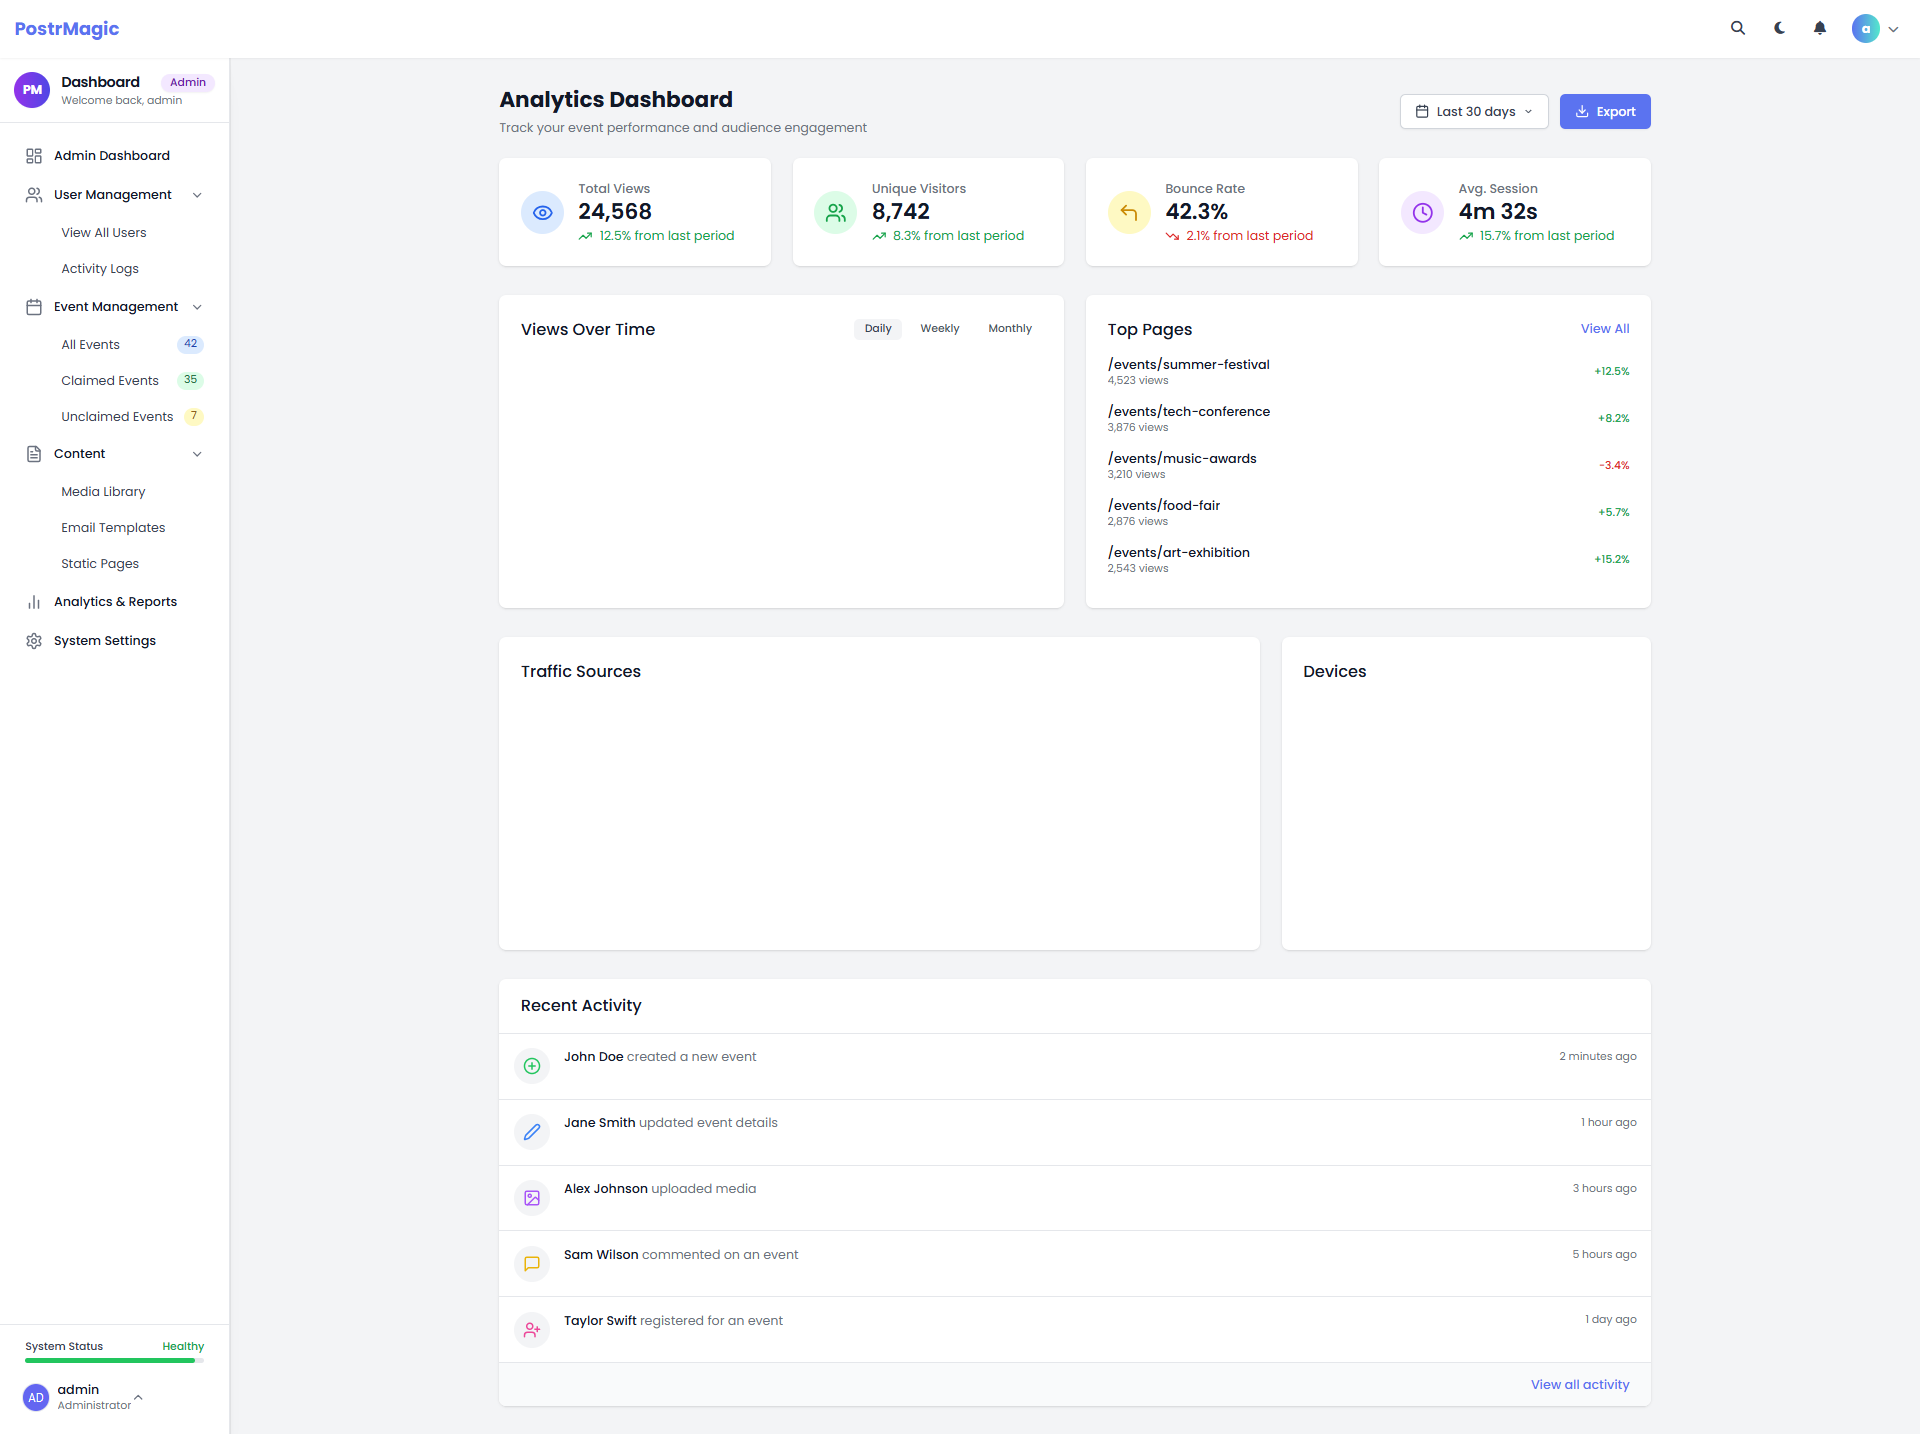 PostrMagic
a
PM
Dashboard
Admin
Welcome back, admin
Admin Dashboard
User Management
View All Users
Activity Logs
Event Management
All Events 42
Claimed Events 35
Unclaimed Events 7
Content
Media Library
Email Templates
Static Pages
Analytics & Reports
System Settings
System Status Healthy
AD
admin
Administrator
Analytics Dashboard
Track your event performance and audience engagement
Last 30 days
Export
Total Views
24,568
12.5% from last period
Unique Visitors
8,742
8.3% from last period
Bounce Rate
42.3%
2.1% from last period
Avg. Session
4m 32s
15.7% from last period
Views Over Time
Daily Weekly Monthly
Top Pages
View All
/events/summer-festival
4,523 views
+12.5%
/events/tech-conference
3,876 views
+8.2%
/events/music-awards
3,210 views
-3.4%
/events/food-fair
2,876 views
+5.7%
/events/art-exhibition
2,543 views
+15.2%
Traffic Sources
Devices
Recent Activity
John Doe created a new event 2 minutes ago
Jane Smith updated event details 1 hour ago
Alex Johnson uploaded media 3 hours ago
Sam Wilson commented on an event 5 hours ago
Taylor Swift registered for an event 1 day ago
View all activity